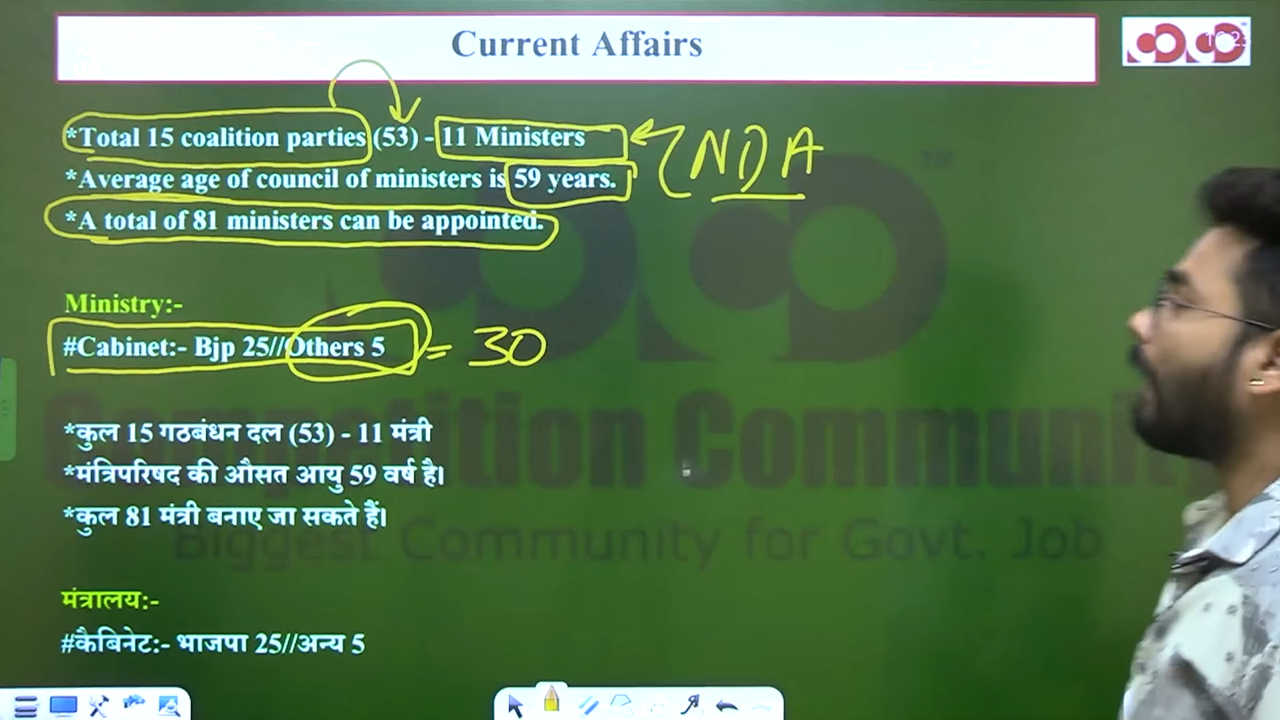 Current Affairs
*Total 15 coalition parties (53) - 11 Ministers
NDA
*Average age of council of ministers is 59 years.
*A total of 81 ministers can be appointed.
Ministry:-
#Cabinet:- Bjp 25//Others 5 = 30
*कुल 15 गठबंधन दल (53) - 11 मंत्री
*मंत्रिपरिषद की औसत आयु 59 वर्ष है।
*कुल 81 मंत्री बनाए जा सकते हैं।
मंत्रालय:-
#कैबिनेट:- भाजपा 25//अन्य 5
Competition Community
Biggest Community for Govt. Job
TM